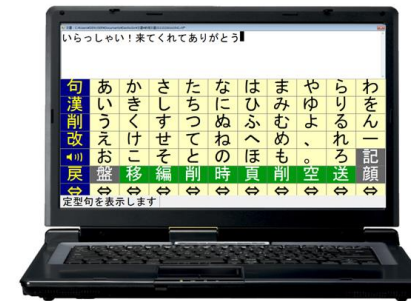 いらっしゃい！来てくれてありがとう
句 あ か さ た な は ま や ら わ
漢 い き し ち に ひ み ゆ り を
削 う く す つ ぬ ふ む よ る ん
改 え け せ て ね へ め 、 れ ー
お こ そ と の ほ も 。 ろ 記
戻 盤 移 編 削 時 頁 削 空 送 顔
定型句を表示します